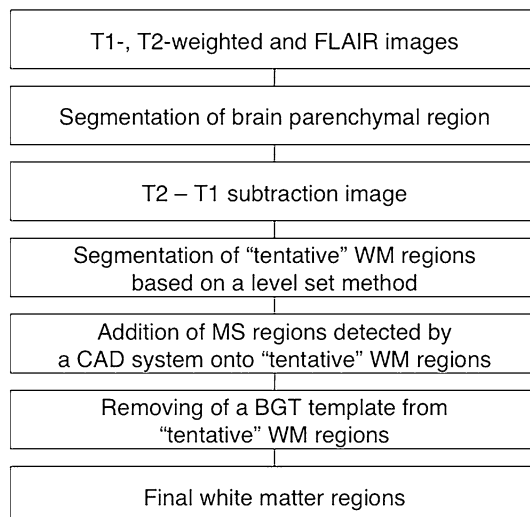 T1-, T2-weighted and FLAIR images
Segmentation of brain parenchymal region
T2 – T1 subtraction image
Segmentation of “tentative” WM regions
based on a level set method
Addition of MS regions detected by
a CAD system onto “tentative” WM regions
Removing of a BGT template from
“tentative” WM regions
Final white matter regions